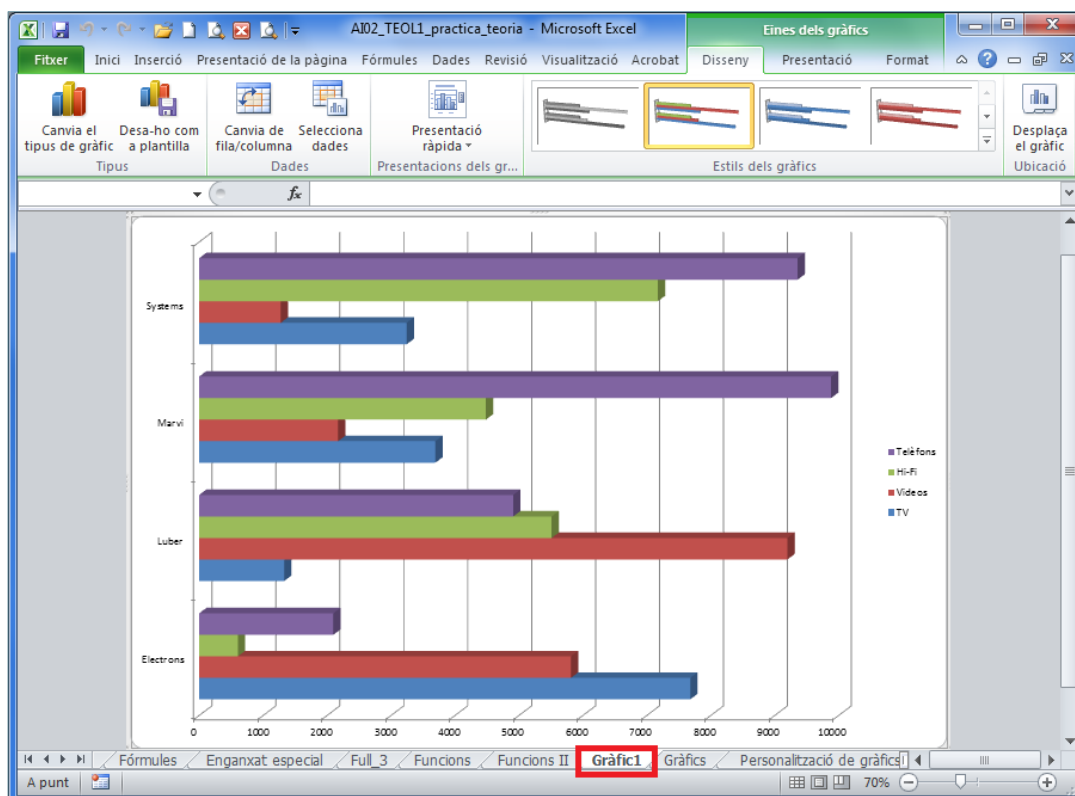 AI02_TEOL1_practica_teoria - Microsoft Excel
Eines dels gràfics
Fitxer Inici Inserció Presentació de la pàgina Fórmules Dades Revisió Visualització Acrobat Disseny Presentació Format
Canvia el tipus de gràfic
Desa-ho com a plantilla
Canvia de fila/columna
Selecciona dades
Presentació ràpida
Desplaça el gràfic
Tipus Dades Presentacions dels gr... Estils dels gràfics Ubicació
fx
Systems
Marvi
Luber
Electrons
Telèfons
Hi-Fi
Videos
TV
0 1000 2000 3000 4000 5000 6000 7000 8000 9000 10000
Fórmules Enganxat especial Full_3 Funcions Funcions II Gràfic1 Gràfics Personalització de gràfics
A punt 70%